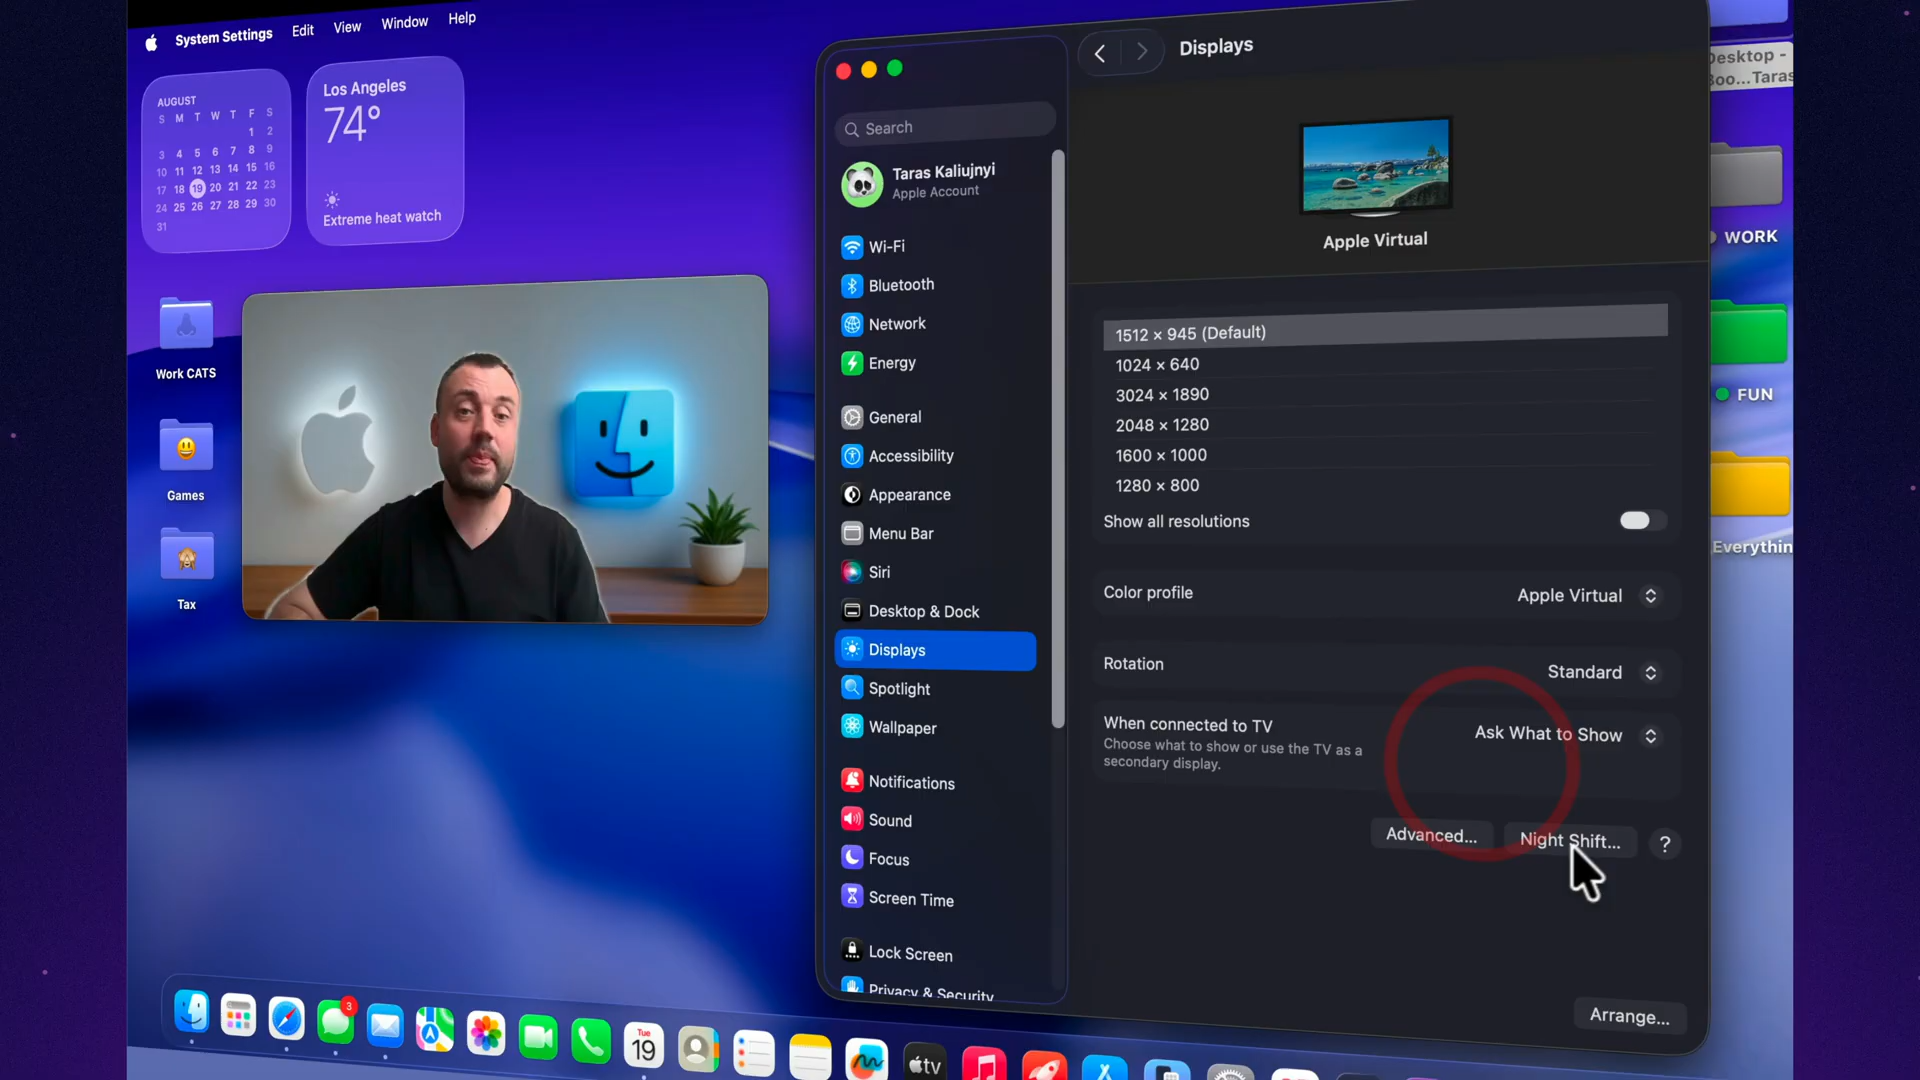 System Settings Edit View Window Help
AUGUST
S M T W T F S
1 2
3 4 5 6 7 8 9
10 11 12 13 14 15 16
17 18 19 20 21 22 23
24 25 26 27 28 29 30
31
Los Angeles
74°
Extreme heat watch
Work CATS
Games
Tax
Displays
Search
Taras Kaliujnyi
Apple Account
Wi-Fi
Bluetooth
Network
Energy
General
Accessibility
Appearance
Menu Bar
Siri
Desktop & Dock
Displays
Spotlight
Wallpaper
Notifications
Sound
Focus
Screen Time
Lock Screen
Privacy & Security
Apple Virtual
1512 × 945 (Default)
1024 × 640
3024 × 1890
2048 × 1280
1600 × 1000
1280 × 800
Show all resolutions
Color profile Apple Virtual
Rotation Standard
When connected to TV Ask What to Show
Choose what to show or use the TV as a
secondary display.
Advanced... Night Shift... ?
Arrange...
Desktop -
Boo...Taras
WORK
FUN
Everythin
3
Tue
19
tv